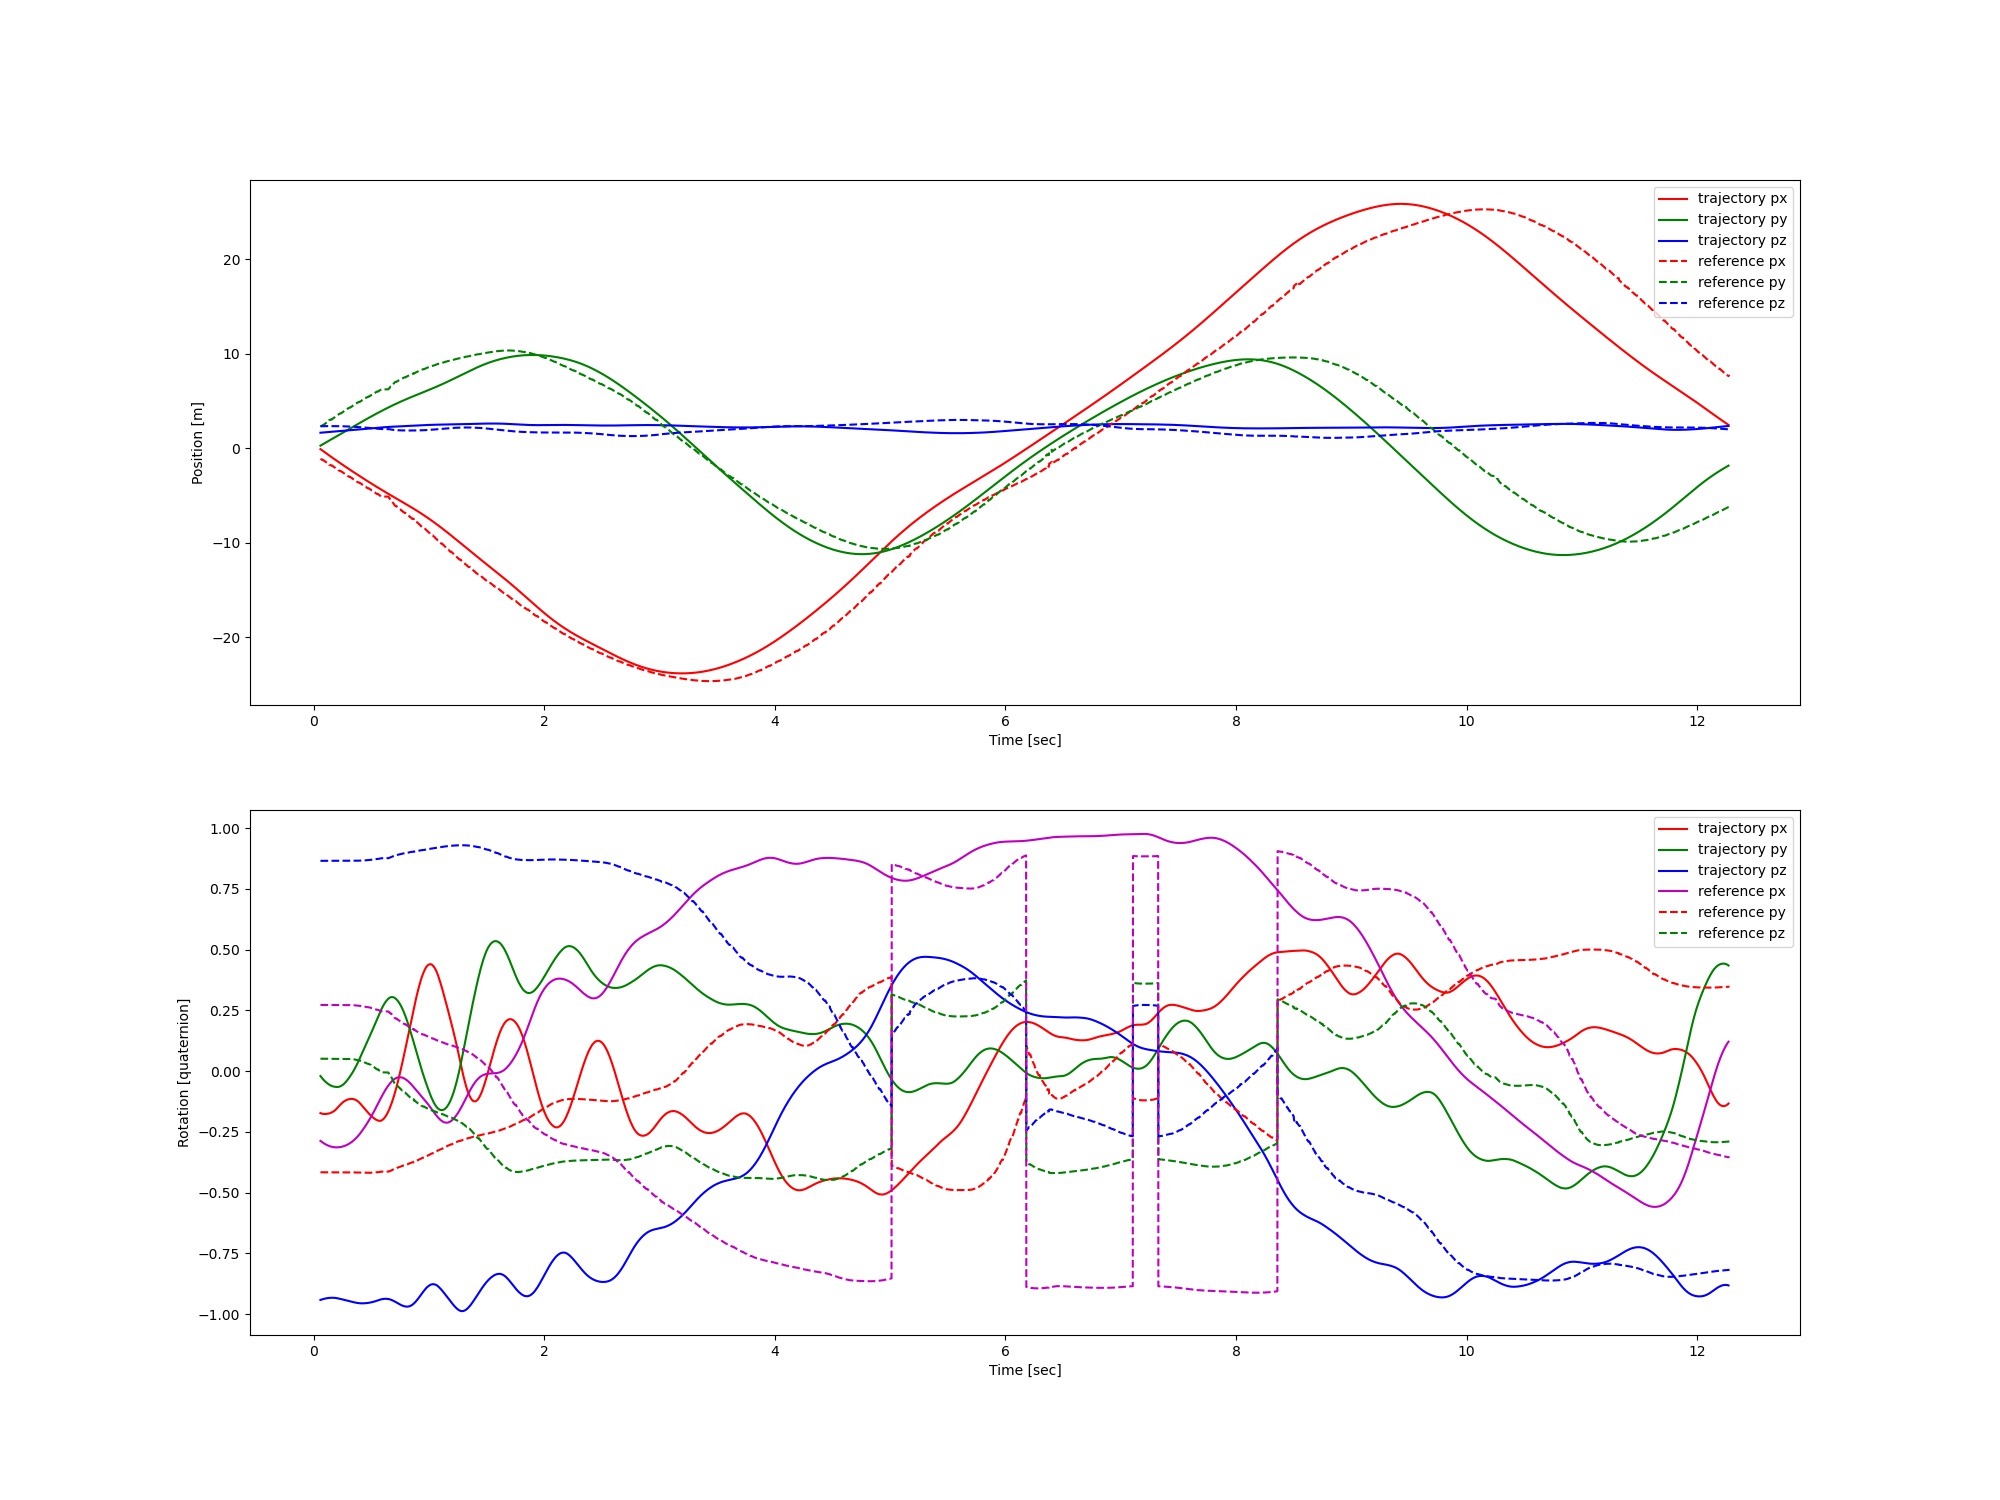 trajectory px
trajectory py
trajectory pz
reference px
reference py
reference pz
20
10
0
−10
−20
Position [m]
0 2 4 6 8 10 12
Time [sec]
trajectory px
trajectory py
trajectory pz
reference px
reference py
reference pz
1.00
0.75
0.50
0.25
0.00
−0.25
−0.50
−0.75
−1.00
Rotation [quaternion]
0 2 4 6 8 10 12
Time [sec]